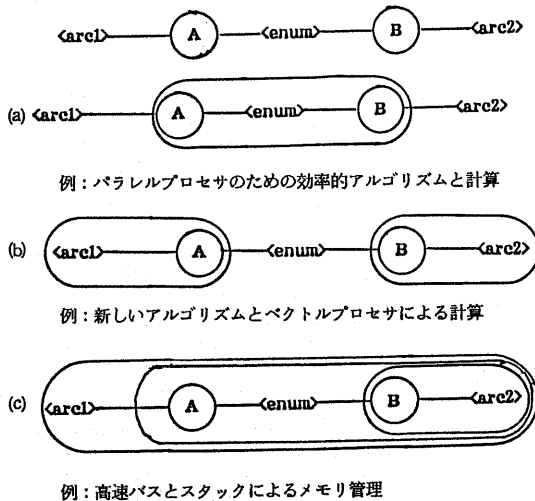 <arc1> A <enum> B <arc2>
(a) <arc1> A <enum> B <arc2>
例：パラレルプロセサのための効率的アルゴリズムと計算
(b) <arc1> A <enum> B <arc2>
例：新しいアルゴリズムとベクトルプロセサによる計算
(c) <arc1> A <enum> B <arc2>
例：高速バスとスタックによるメモリ管理